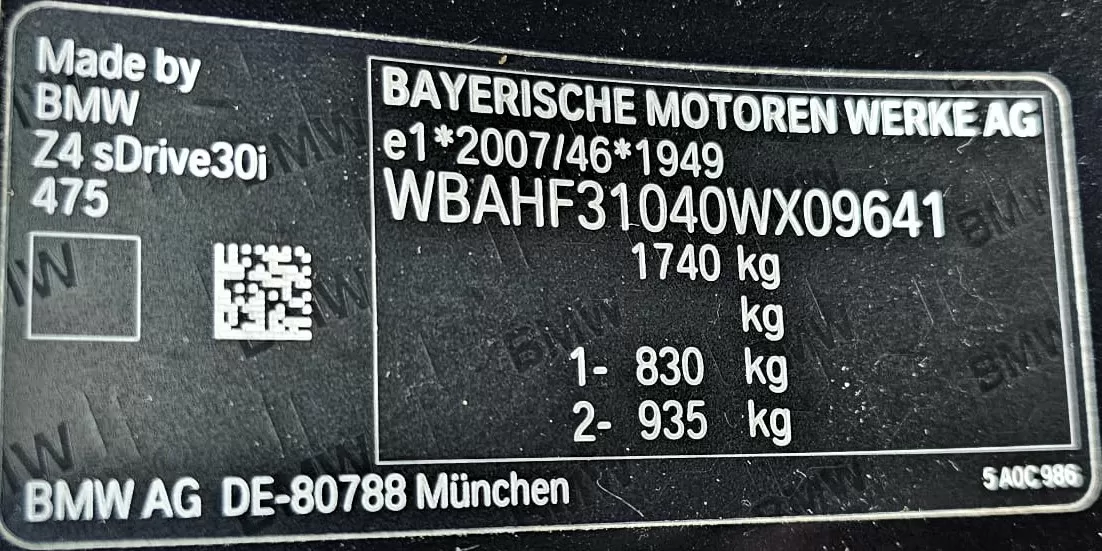 Made by
BMW
Z4 sDrive30i
475
BAYERISCHE MOTOREN WERKE AG
e1*2007/46*1949
WBAHF31040WX09641
1740 kg
kg
1- 830 kg
2- 935 kg
BMW AG DE-80788 München
5A0C986